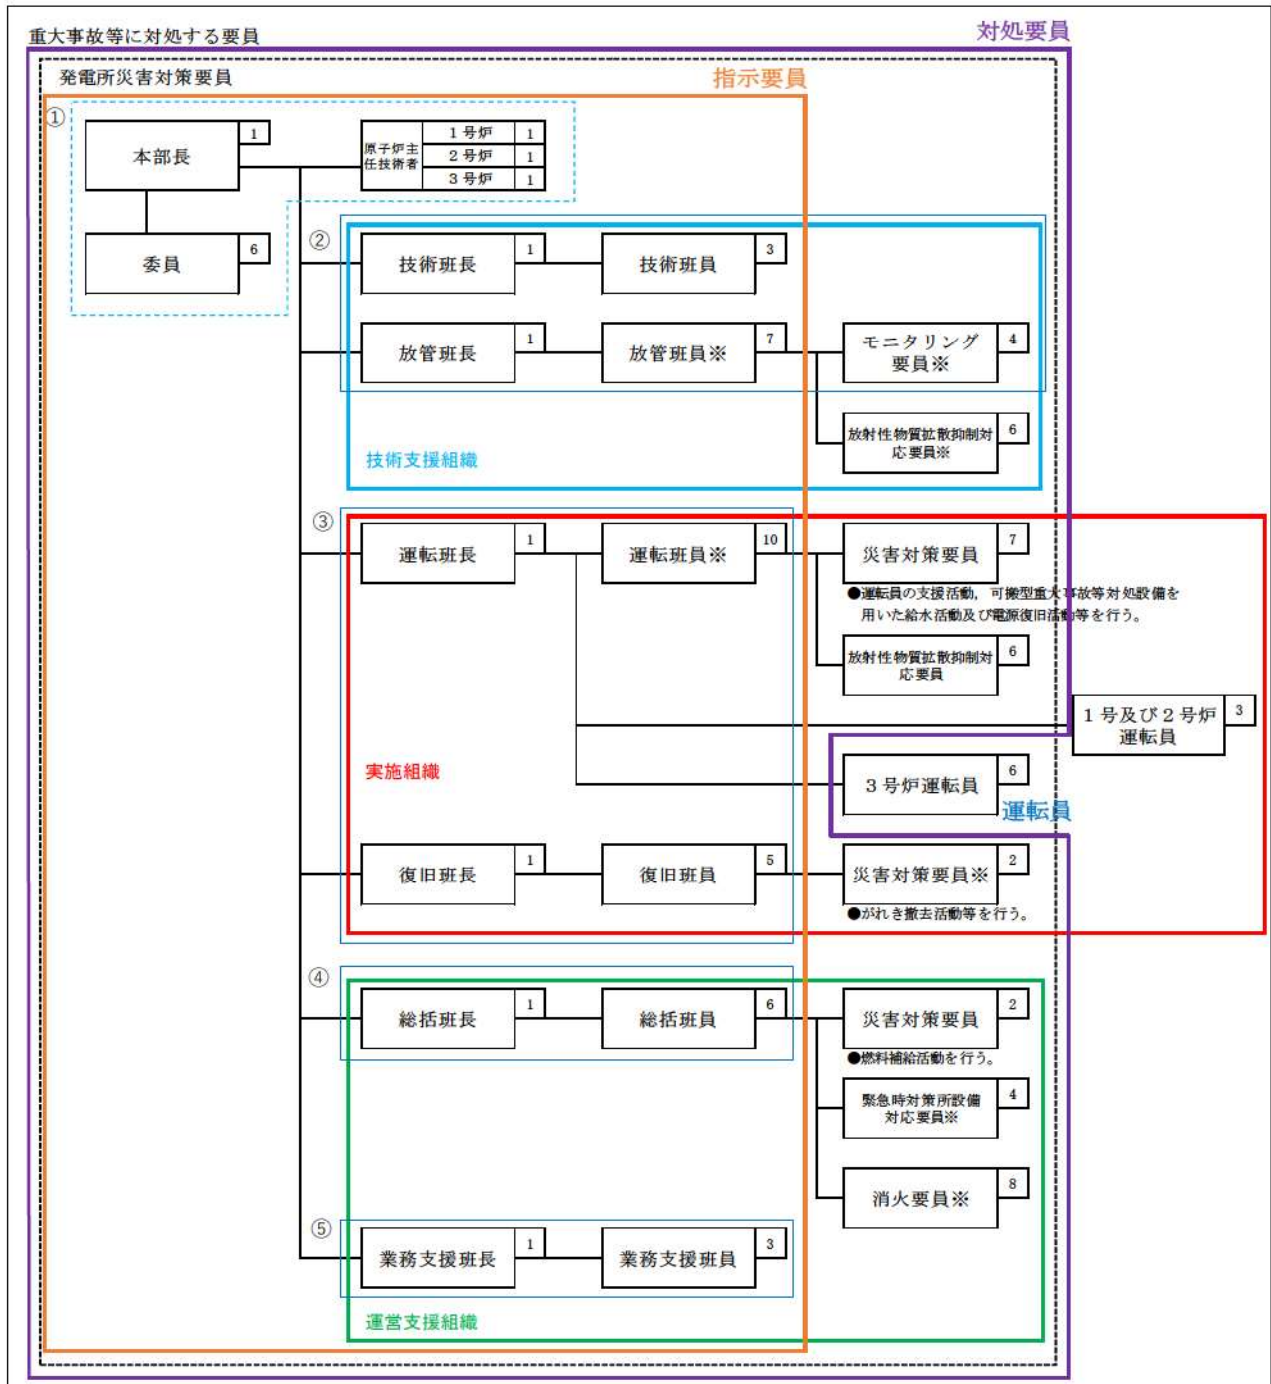 重大事故等に対処する要員
対処要員
発電所災害対策要員
指示要員
①
本部長
1
原子炉主
任技術者
1号炉
1
2号炉
1
3号炉
1
委員
6
②
技術班長
1
技術班員
3
放管班長
1
放管班員※
7
モニタリング
要員※
4
放射性物質拡散抑制対
応要員※
6
技術支援組織
③
運転班長
1
運転班員※
10
災害対策要員
7
●運転員の支援活動，可搬型重大事故等対処設備を
用いた給水活動及び電源復旧活動等を行う。
放射性物質拡散抑制対
応要員
6
1号及び2号炉
運転員
3
実施組織
3号炉運転員
6
運転員
復旧班長
1
復旧班員
5
災害対策要員※
2
●がれき撤去活動等を行う。
④
総括班長
1
総括班員
6
災害対策要員
2
●燃料補給活動を行う。
緊急時対策所設備
対応要員※
4
消火要員※
8
⑤
業務支援班長
1
業務支援班員
3
運営支援組織